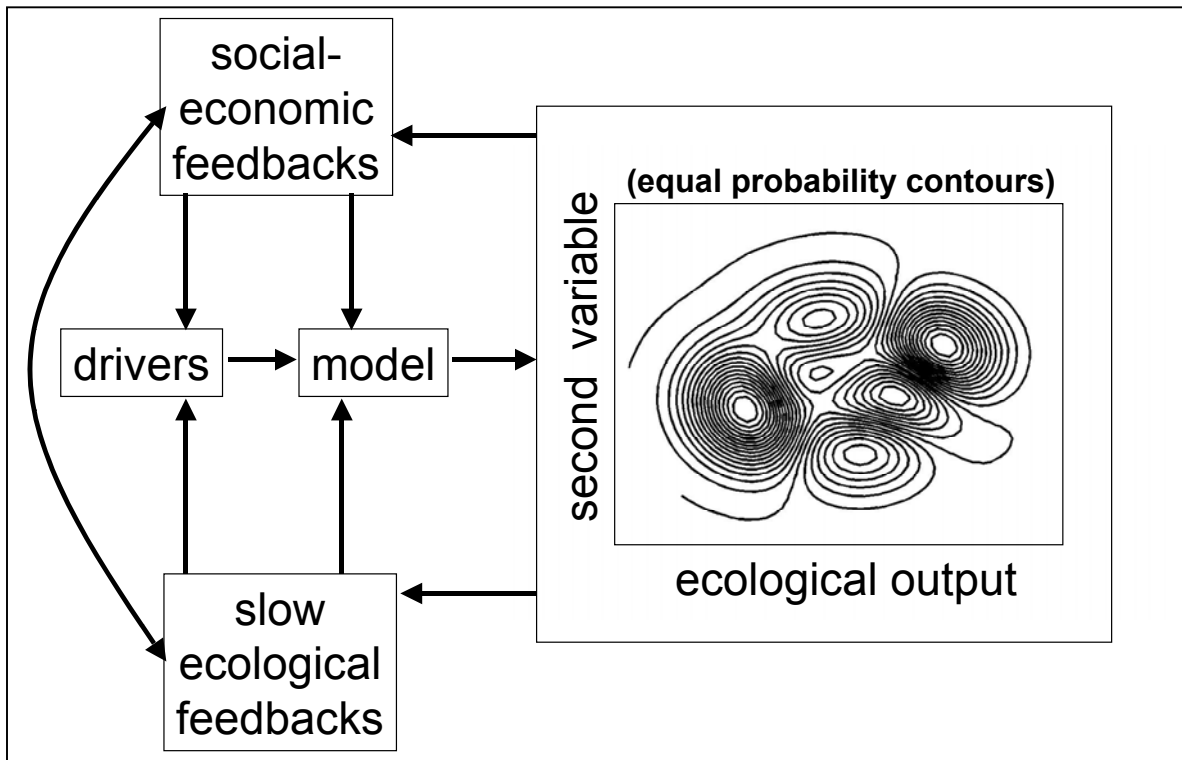 social-
economic
feedbacks
drivers
model
slow
ecological
feedbacks
(equal probability contours)
second variable
ecological output